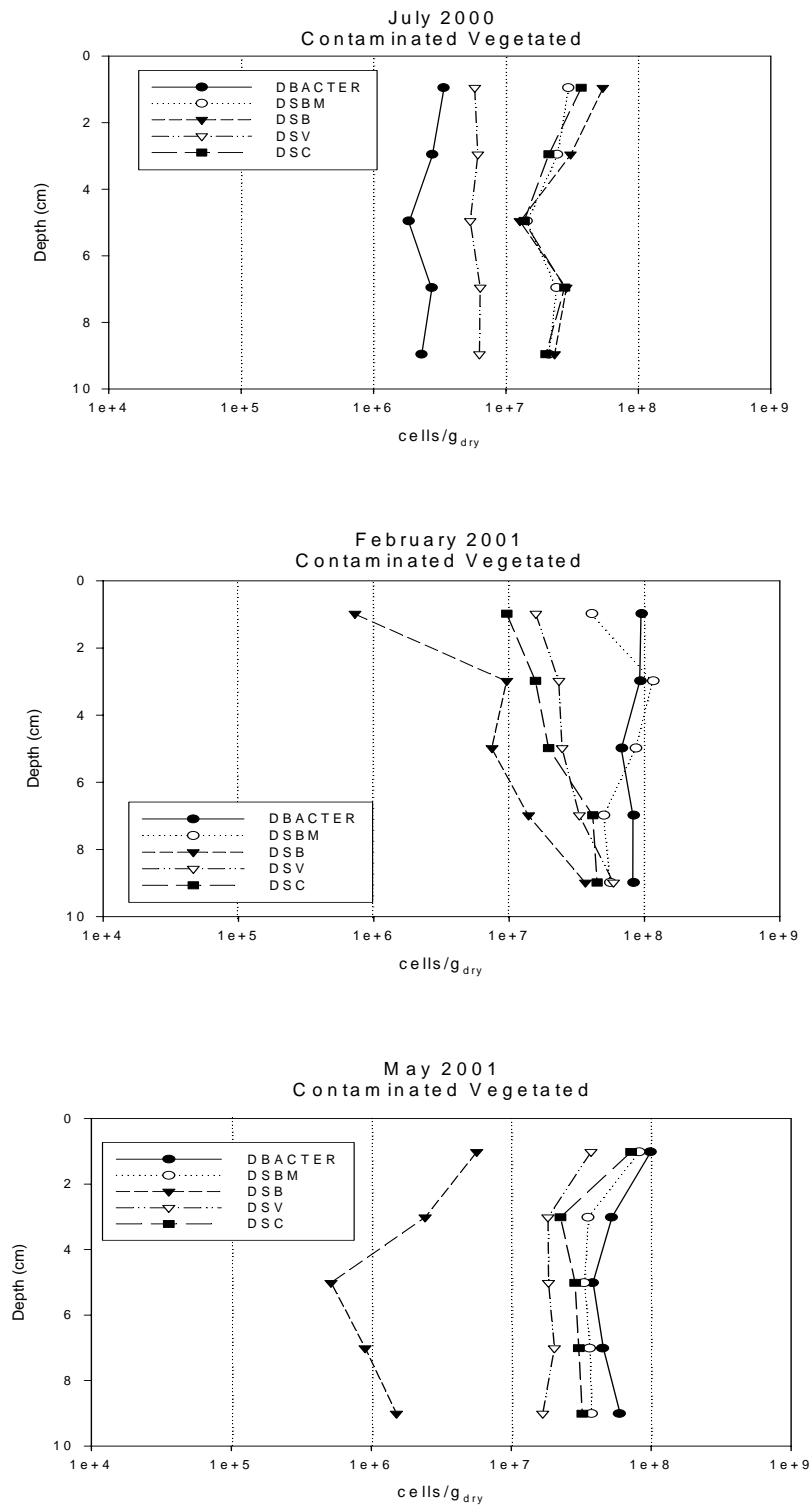 July 2000
Contaminated Vegetated
0
2
4
6
8
10
Depth (cm)
DBACTER
DSBM
DSB
DSV
DSC
1e+4 1e+5 1e+6 1e+7 1e+8 1e+9
cells/g dry
February 2001
Contaminated Vegetated
0
2
4
6
8
10
Depth (cm)
DBACTER
DSBM
DSB
DSV
DSC
1e+4 1e+5 1e+6 1e+7 1e+8 1e+9
cells/g dry
May 2001
Contaminated Vegetated
0
2
4
6
8
10
Depth (cm)
DBACTER
DSBM
DSB
DSV
DSC
1e+4 1e+5 1e+6 1e+7 1e+8 1e+9
cells/g dry